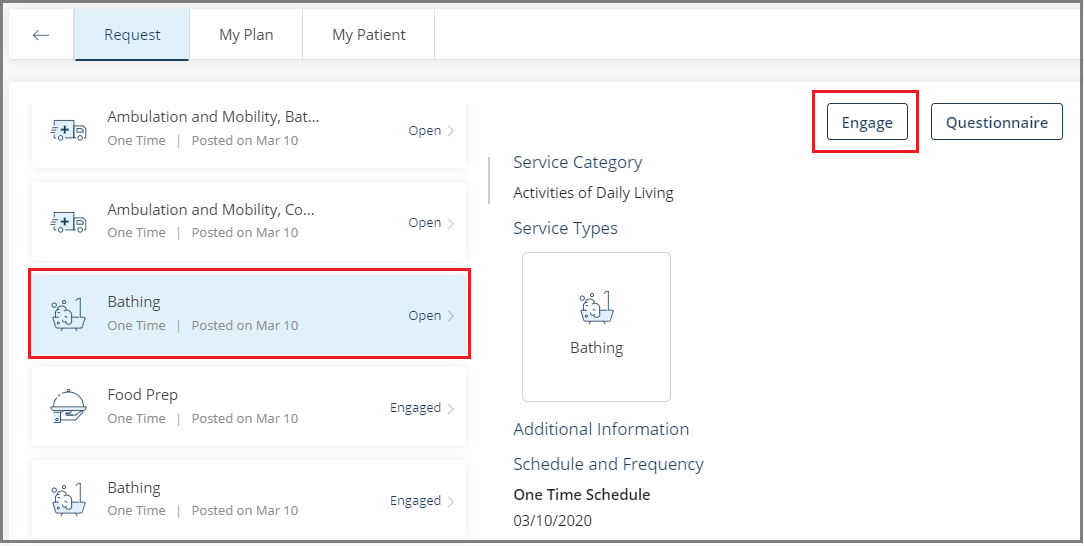 ← Request My Plan My Patient
Ambulation and Mobility, Bat...
One Time | Posted on Mar 10
Open
Ambulation and Mobility, Co...
One Time | Posted on Mar 10
Open
Bathing
One Time | Posted on Mar 10
Open
Food Prep
One Time | Posted on Mar 10
Engaged
Bathing
One Time | Posted on Mar 10
Engaged
Engage Questionnaire
Service Category
Activities of Daily Living
Service Types
Bathing
Additional Information
Schedule and Frequency
One Time Schedule
03/10/2020